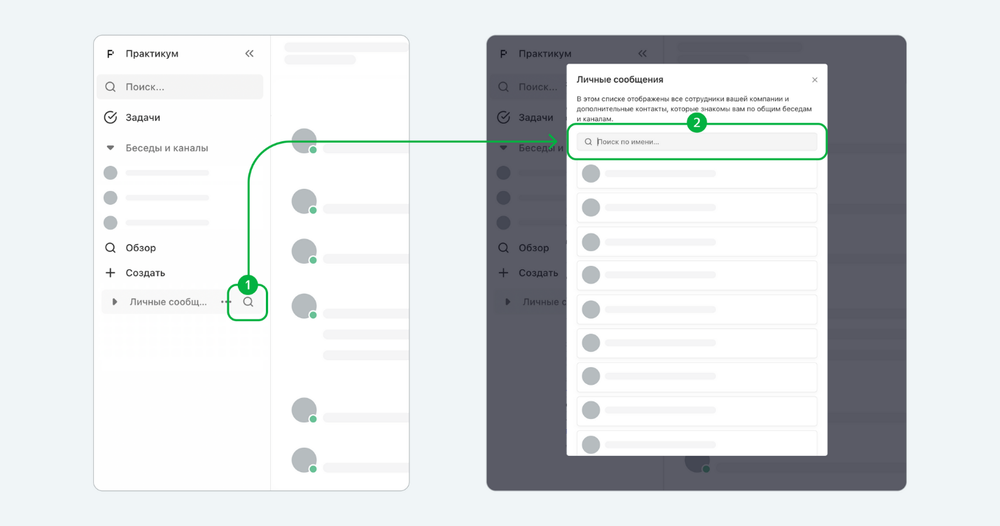 Практикум
Поиск...
Задачи
Беседы и каналы
Обзор
Создать
1
Личные сообщ...
Практикум
Поиск...
Задачи
Беседы и
Обзор
Создать
Личные с
Личные сообщения
В этом списке отображены все сотрудники вашей компании и
дополнительные контакты, которые знакомы вам по общим беседам
и каналам.
2
Поиск по имени...